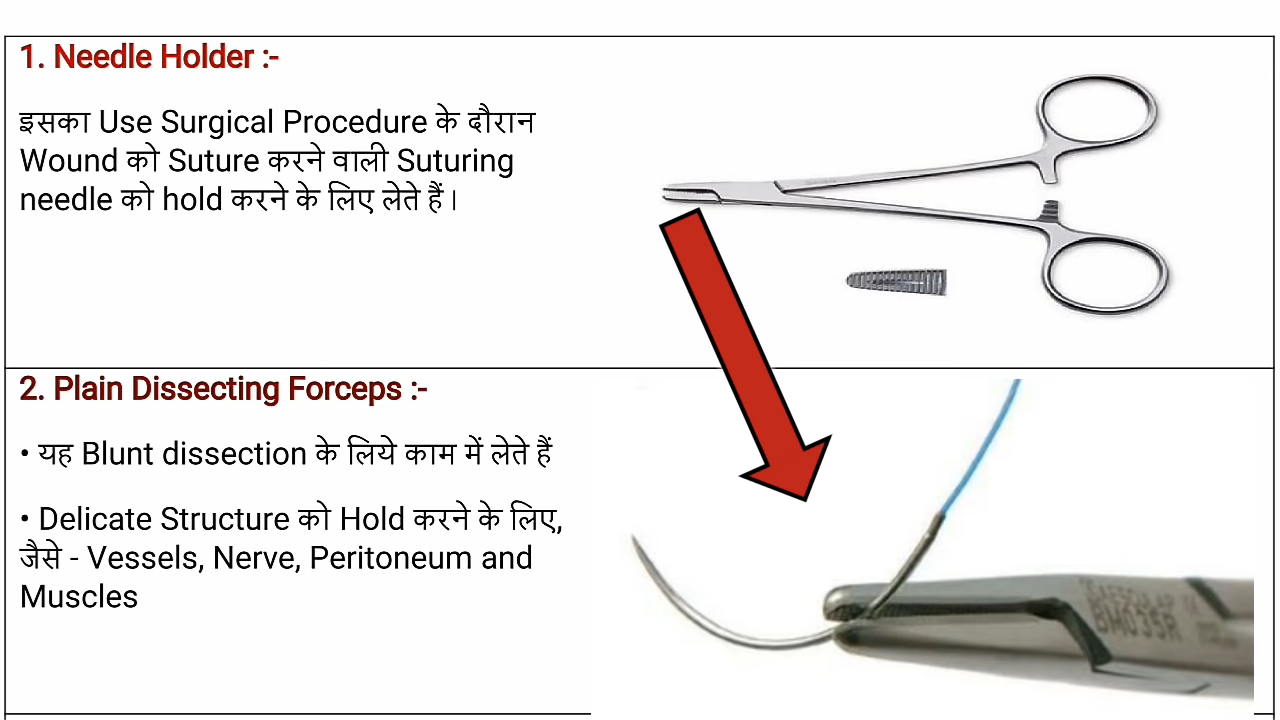 1. Needle Holder :-
इसका Use Surgical Procedure के दौरान
Wound को Suture करने वाली Suturing
needle को hold करने के लिए लेते हैं।
2. Plain Dissecting Forceps :-
• यह Blunt dissection के लिये काम में लेते हैं
• Delicate Structure को Hold करने के लिए,
जैसे - Vessels, Nerve, Peritoneum and
Muscles
BM035R